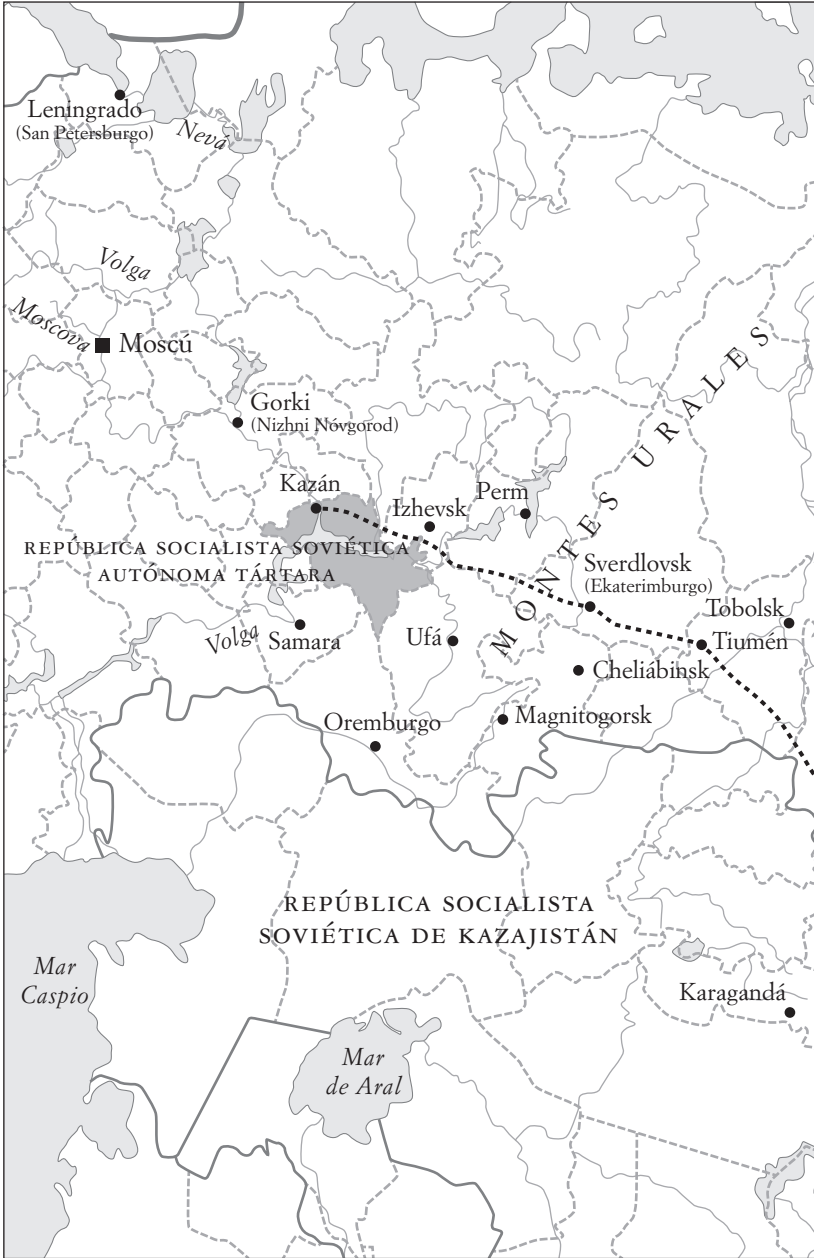 Leningrado
(San Petersburgo)
Nevá
Volga
Moscova
Moscú
Gorki
(Nizhni Nóvgorod)
Kazán
Izhevsk
Perm
MONTES URALES
REPÚBLICA SOCIALISTA SOVIÉTICA
AUTÓNOMA TÁRTARA
Sverdlovsk
(Ekaterimburgo)
Tobolsk
Tiumén
Volga
Samara
Ufá
Cheliábinsk
Oremburgo
Magnitogorsk
REPÚBLICA SOCIALISTA
SOVIÉTICA DE KAZAJISTÁN
Mar
Caspio
Karagandá
Mar
de Aral